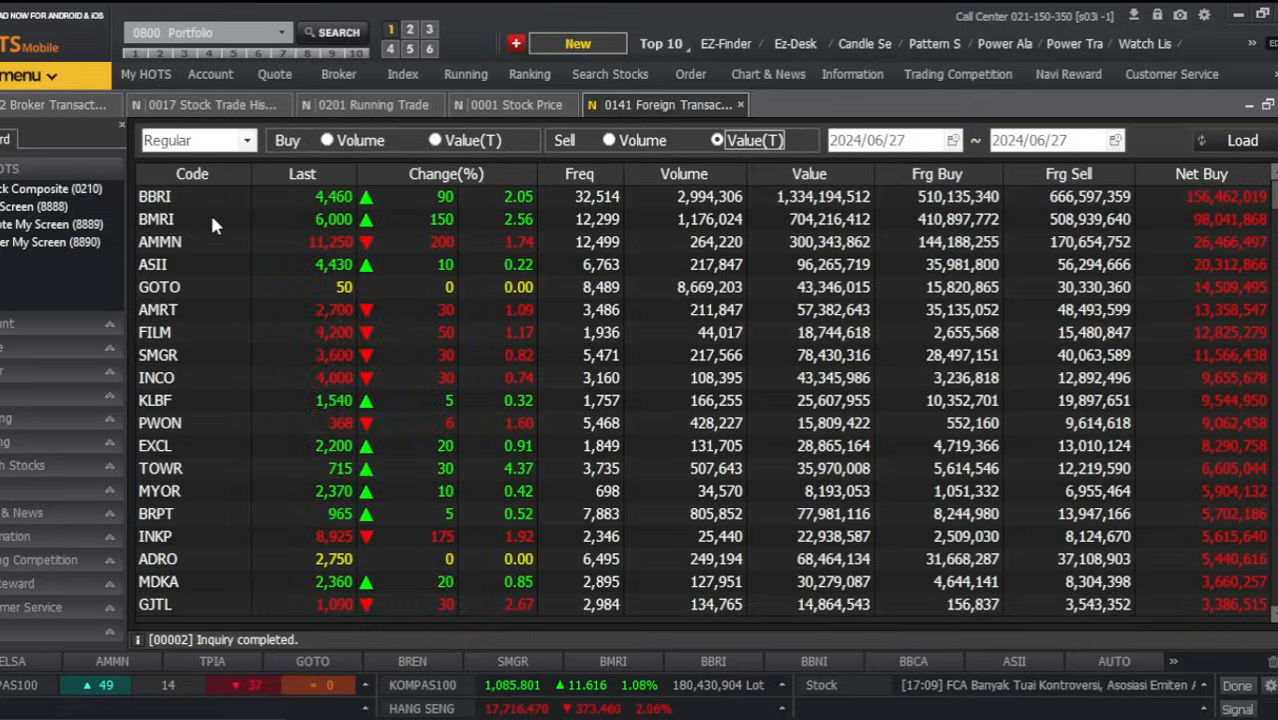 AD NOW FOR ANDROID & iOS
TS Mobile
menu
0800 Portfolio
SEARCH
1 2 3 4 5 6 7 8 9 10
1 2 3
4 5 6
Call Center 021-150-350 [s03i -1]
New
Top 10 EZ-Finder Ez-Desk Candle Se Pattern S Power Ala Power Tra Watch Lis
My HOTS Account Quote Broker Index Running Ranking Search Stocks Order Chart & News Information Trading Competition Navi Reward Customer Service
2 Broker Transact... N 0017 Stock Trade His... N 0201 Running Trade N 0001 Stock Price N 0141 Foreign Transac... ×
rd
OTS
ck Composite (0210)
Screen (8888)
ote My Screen (8889)
er My Screen (8890)
unt
e
r
ng
ng
h Stocks
& News
mation
ng Competition
Reward
mer Service
Regular Buy Volume Value(T) Sell Volume Value(T) 2024/06/27 ~ 2024/06/27 Load
Code Last Change(%) Freq Volume Value Frg Buy Frg Sell Net Buy
BBRI 4,460 ▲ 90 2.05 32,514 2,994,306 1,334,194,512 510,135,340 666,597,359 156,462,019
BMRI 6,000 ▲ 150 2.56 12,299 1,176,024 704,216,412 410,897,772 508,939,640 98,041,868
AMMN 11,250 ▼ 200 1.74 12,499 264,220 300,343,862 144,188,255 170,654,752 26,466,497
ASII 4,430 ▲ 10 0.22 6,763 217,847 96,265,719 35,981,800 56,294,666 20,312,866
GOTO 50 0 0.00 8,489 8,669,203 43,346,015 15,820,865 30,330,360 14,509,495
AMRT 2,700 ▼ 30 1.09 3,486 211,847 57,382,643 35,135,052 48,493,599 13,358,547
FILM 4,200 ▼ 50 1.17 1,936 44,017 18,744,618 2,655,568 15,480,847 12,825,279
SMGR 3,600 ▼ 30 0.82 5,471 217,566 78,430,316 28,497,151 40,063,589 11,566,438
INCO 4,000 ▼ 30 0.74 3,160 108,395 43,345,986 3,236,818 12,892,496 9,655,678
KLBF 1,540 ▲ 5 0.32 1,757 166,255 25,607,955 10,352,701 19,897,651 9,544,950
PWON 368 ▼ 6 1.60 5,468 428,227 15,809,422 552,160 9,614,618 9,062,458
EXCL 2,200 ▲ 20 0.91 1,849 131,705 28,865,164 4,719,366 13,010,124 8,290,758
TOWR 715 ▲ 30 4.37 3,735 507,643 35,970,008 5,614,546 12,219,590 6,605,044
MYOR 2,370 ▲ 10 0.42 698 34,570 8,193,053 1,051,332 6,955,464 5,904,132
BRPT 965 ▲ 5 0.52 7,883 805,852 77,981,116 8,244,980 13,947,166 5,702,186
INKP 8,925 ▼ 175 1.92 2,346 25,440 22,938,587 2,509,030 8,124,670 5,615,640
ADRO 2,750 0 0.00 6,495 249,194 68,464,134 31,668,287 37,108,903 5,440,616
MDKA 2,360 ▲ 20 0.85 2,895 127,951 30,279,087 4,644,141 8,304,398 3,660,257
GJTL 1,090 ▼ 30 2.67 2,984 134,765 14,864,543 156,837 3,543,352 3,386,515
[00002] Inquiry completed.
ELSA AMMN TPIA GOTO BREN SMGR BMRI BBRI BBNI BBCA ASII AUTO »
PAS100 ▲ 49 14 ▼ 37 = 0 KOMPAS100 1,085.801 ▲ 11.616 1.08% 180,430,904 Lot Stock [17:09] FCA Banyak Tuai Kontroversi, Asosiasi Emiten Done
HANG SENG 17,716.470 ▼ 373.460 2.06% Signal